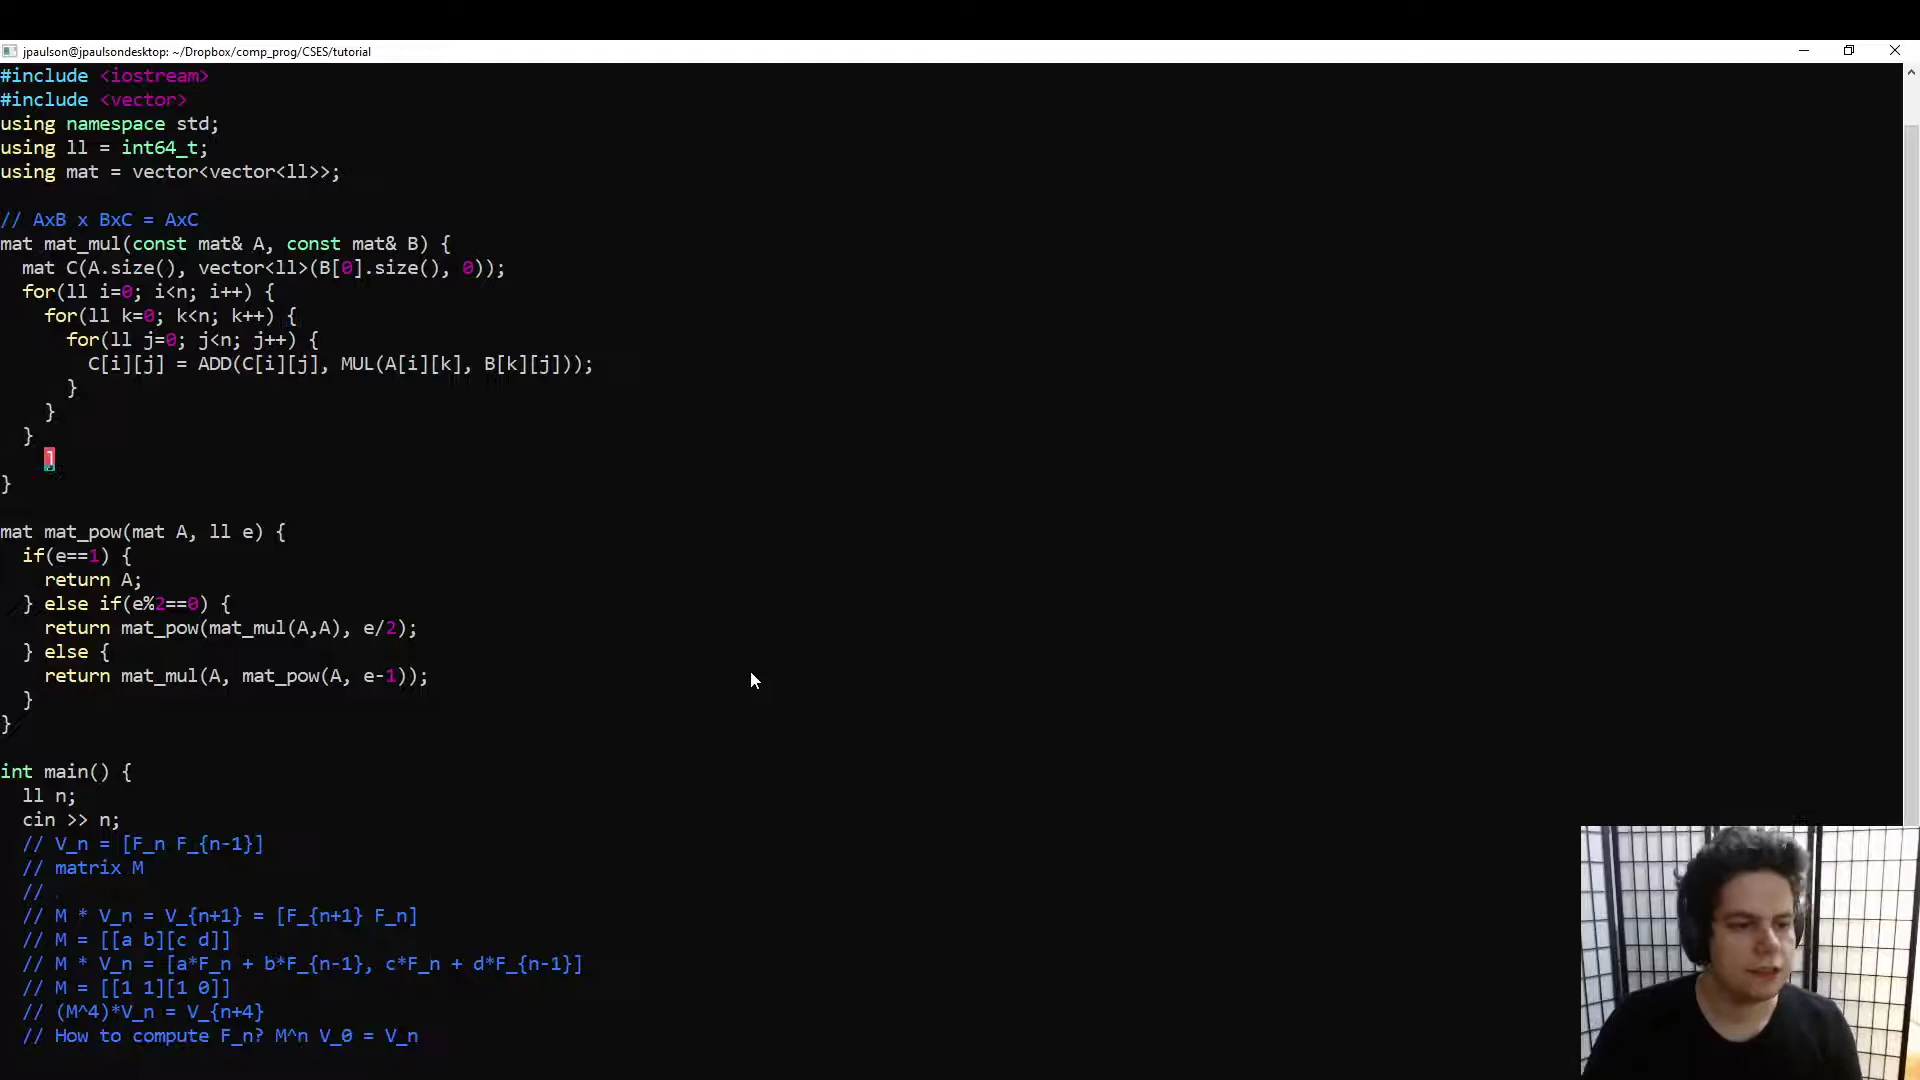 jpaulson@jpaulsondesktop: ~/Dropbox/comp_prog/CSES/tutorial
#include <iostream>
#include <vector>
using namespace std;
using ll = int64_t;
using mat = vector<vector<ll>>;
// AxB x BxC = AxC
mat mat_mul(const mat& A, const mat& B) {
  mat C(A.size(), vector<ll>(B[0].size(), 0));
  for(ll i=0; i<n; i++) {
    for(ll k=0; k<n; k++) {
      for(ll j=0; j<n; j++) {
        C[i][j] = ADD(C[i][j], MUL(A[i][k], B[k][j]));
      }
    }
  }
}
mat mat_pow(mat A, ll e) {
  if(e==1) {
    return A;
  } else if(e%2==0) {
    return mat_pow(mat_mul(A,A), e/2);
  } else {
    return mat_mul(A, mat_pow(A, e-1));
  }
}
int main() {
  ll n;
  cin >> n;
  // V_n = [F_n F_{n-1}]
  // matrix M
  //
  // M * V_n = V_{n+1} = [F_{n+1} F_n]
  // M = [[a b][c d]]
  // M * V_n = [a*F_n + b*F_{n-1}, c*F_n + d*F_{n-1}]
  // M = [[1 1][1 0]]
  // (M^4)*V_n = V_{n+4}
  // How to compute F_n? M^n V_0 = V_n